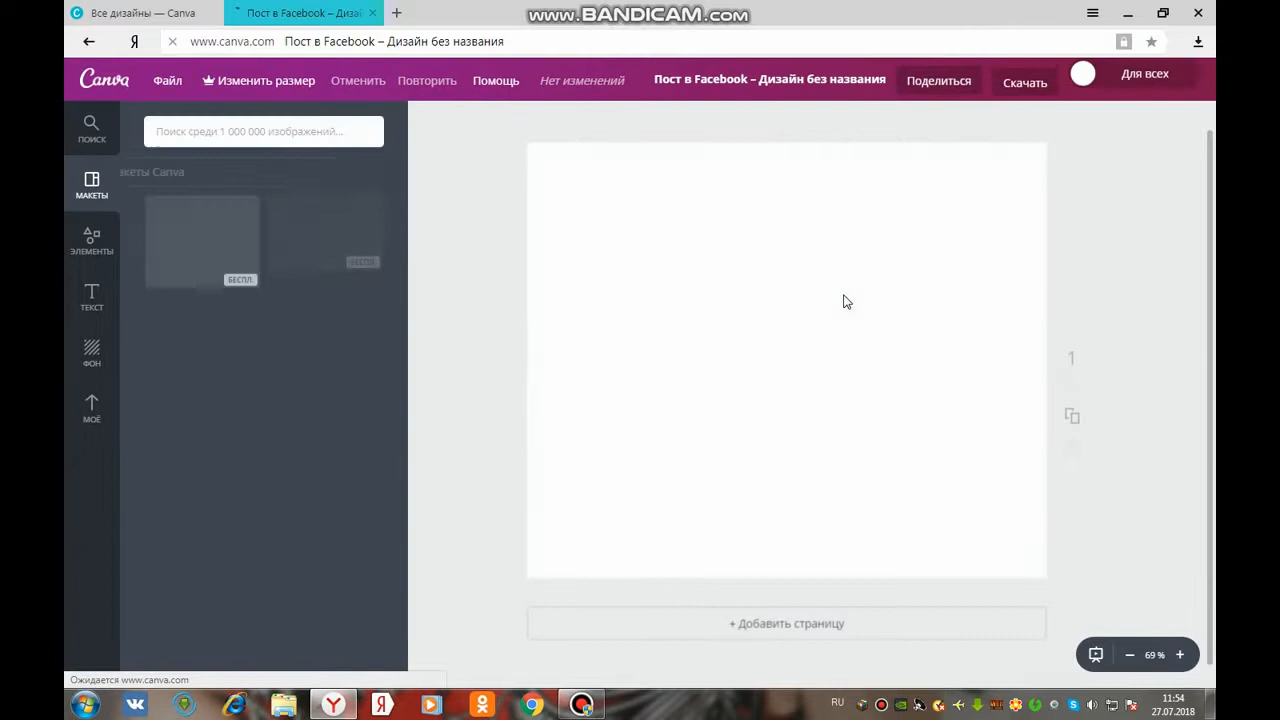 Все дизайны — Canva
Пост в Facebook – Дизай
www.BANDICAM.com
www.canva.com Пост в Facebook – Дизайн без названия
Canva
Файл
Изменить размер
Отменить
Повторить
Помощь
Нет изменений
Пост в Facebook – Дизайн без названия
Поделиться
Скачать
Для всех
ПОИСК
Поиск среди 1 000 000 изображений...
МАКЕТЫ
акеты Canva
БЕСПЛ.
БЕСПЛ.
ЭЛЕМЕНТЫ
ТЕКСТ
ФОН
МОЁ
1
+ Добавить страницу
69 %
Ожидается www.canva.com
RU
11:54
27.07.2018